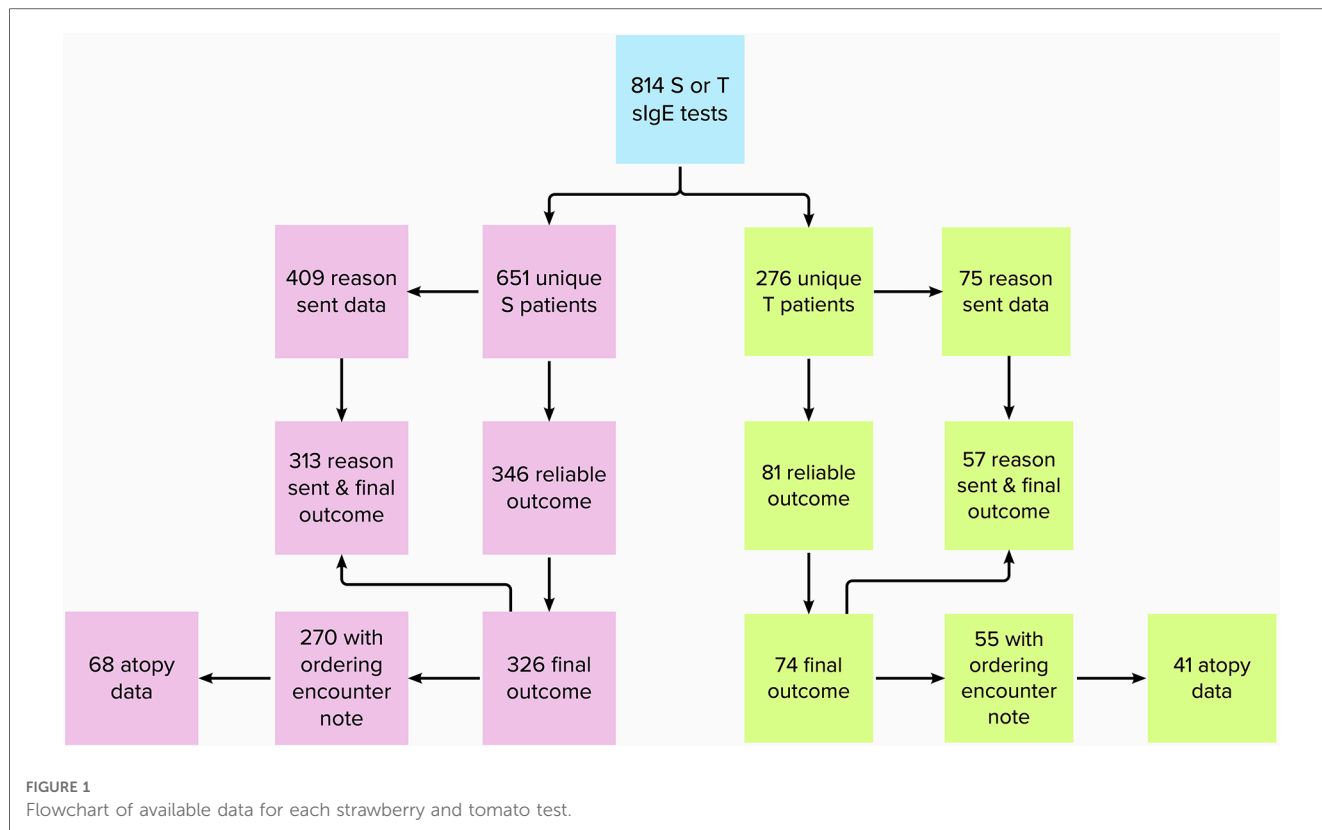 814 S or T
sIgE tests
409 reason
sent data
651 unique
S patients
276 unique
T patients
75 reason
sent data
313 reason
sent & final
outcome
346 reliable
outcome
81 reliable
outcome
57 reason
sent & final
outcome
68 atopy
data
270 with
ordering
encounter
note
326 final
outcome
74 final
outcome
55 with
ordering
encounter
note
41 atopy
data
FIGURE 1
Flowchart of available data for each strawberry and tomato test.